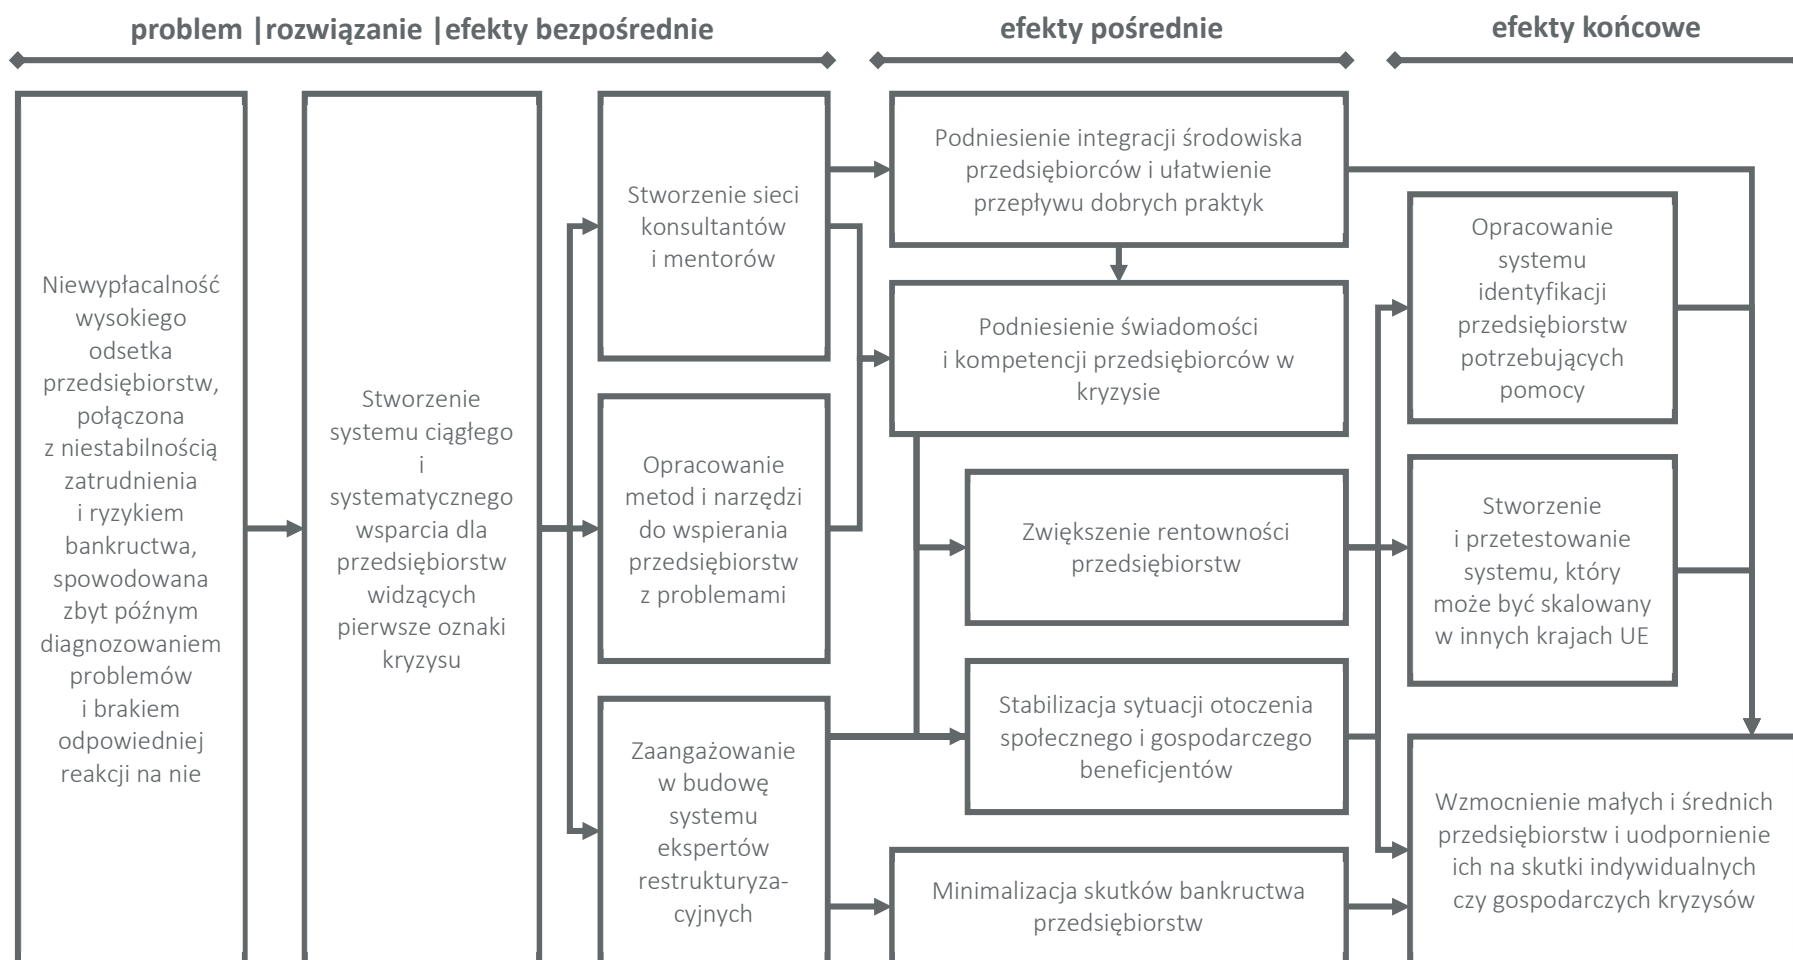 problem |rozwiązanie |efekty bezpośrednie
efekty pośrednie
efekty końcowe
Niewypłacalność
wysokiego
odsetka
przedsiębiorstw,
połączona
z niestabilnością
zatrudnienia
i ryzykiem
bankructwa,
spowodowana
zbyt późnym
diagnozowaniem
problemów
i brakiem
odpowiedniej
reakcji na nie
Stworzenie
systemu ciągłego
i
systematycznego
wsparcia dla
przedsiębiorstw
widzących
pierwsze oznaki
kryzysu
Stworzenie sieci
konsultantów
i mentorów
Opracowanie
metod i narzędzi
do wspierania
przedsiębiorstw
z problemami
Zaangażowanie
w budowę
systemu
ekspertów
restrukturyza-
cyjnych
Podniesienie integracji środowiska
przedsiębiorców i ułatwienie
przepływu dobrych praktyk
Podniesienie świadomości
i kompetencji przedsiębiorców w
kryzysie
Zwiększenie rentowności
przedsiębiorstw
Stabilizacja sytuacji otoczenia
społecznego i gospodarczego
beneficjentów
Minimalizacja skutków bankructwa
przedsiębiorstw
Opracowanie
systemu
identyfikacji
przedsiębiorstw
potrzebujących
pomocy
Stworzenie
i przetestowanie
systemu, który
może być skalowany
w innych krajach UE
Wzmocnienie małych i średnich
przedsiębiorstw i uodpornienie
ich na skutki indywidualnych
czy gospodarczych kryzysów